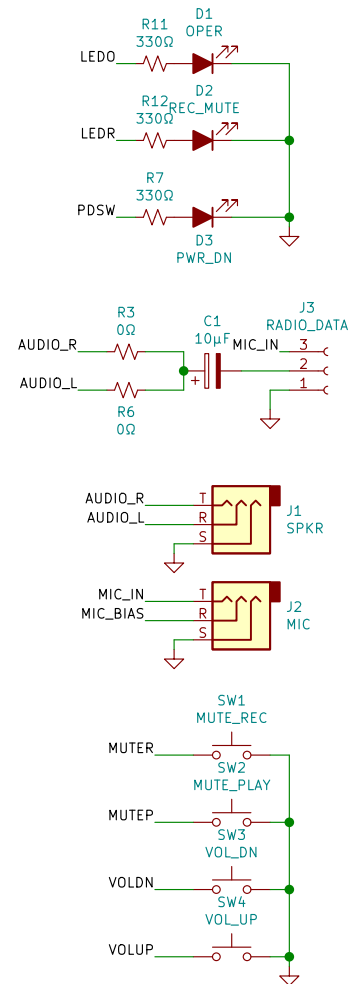 D1
OPER
R11
330Ω
LEDO
D2
REC_MUTE
R12
330Ω
LEDR
R7
330Ω
PDSW
D3
PWR_DN
J3
RADIO_DATA
R3
0Ω
C1
10µF
AUDIO_R
MIC_IN
3
2
1
+
AUDIO_L
R6
0Ω
AUDIO_R
T
AUDIO_L
R
S
J1
SPKR
MIC_IN
T
MIC_BIAS
R
S
J2
MIC
SW1
MUTE_REC
MUTER
SW2
MUTE_PLAY
MUTEP
SW3
VOL_DN
VOLDN
SW4
VOL_UP
VOLUP